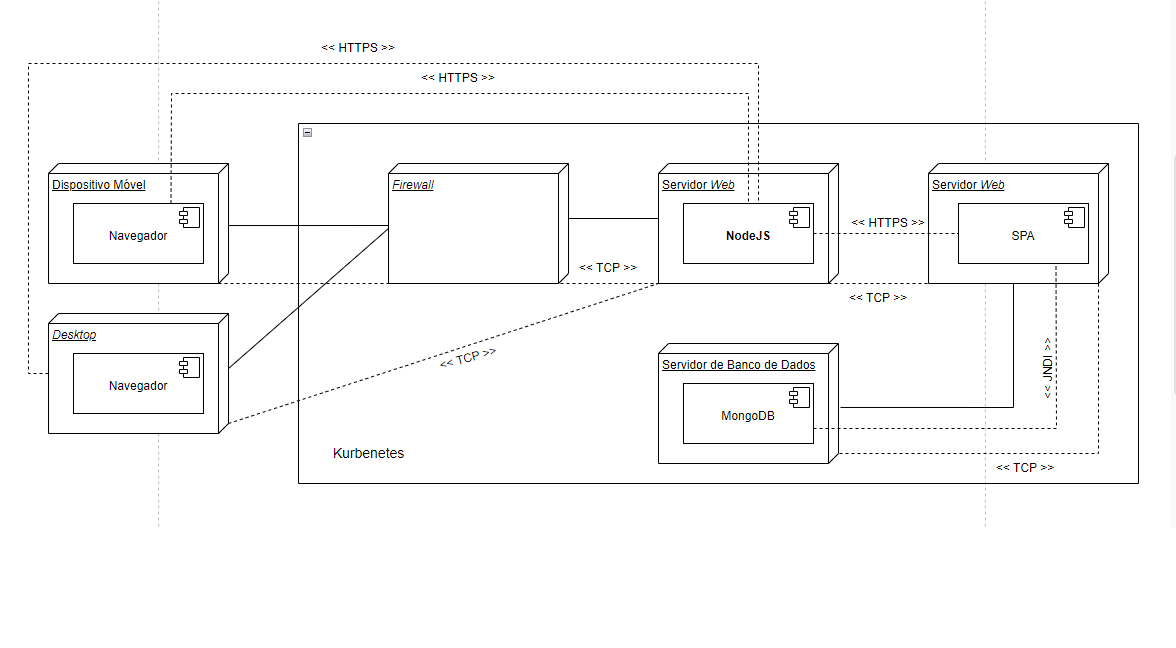 << HTTPS >>
<< HTTPS >>
Dispositivo Móvel
Navegador
Firewall
Servidor Web
NodeJS
<< HTTPS >>
Servidor Web
SPA
<< TCP >>
<< TCP >>
Desktop
Navegador
<< TCP >>
Servidor de Banco de Dados
MongoDB
<< JNDI >>
<< TCP >>
Kurbenetes